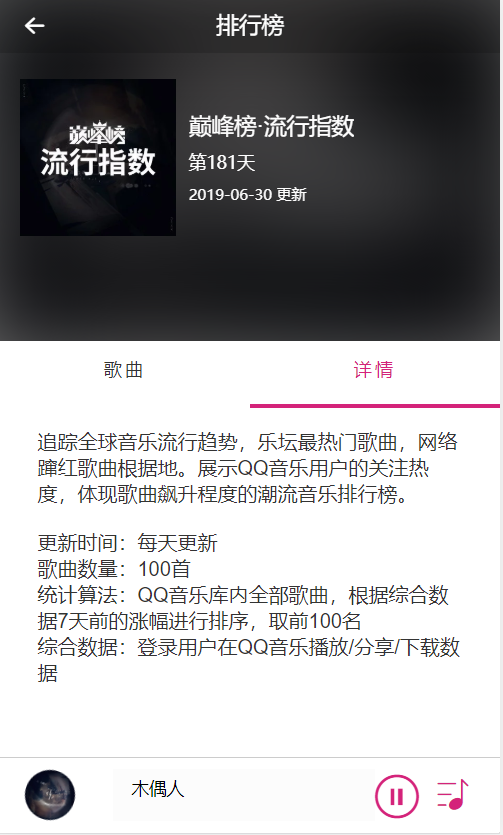 排行榜
巅峰榜
流行指数
巅峰榜·流行指数
第181天
2019-06-30 更新
歌曲
详情
追踪全球音乐流行趋势，乐坛最热门歌曲，网络
蹿红歌曲根据地。展示QQ音乐用户的关注热
度，体现歌曲飙升程度的潮流音乐排行榜。
更新时间：每天更新
歌曲数量：100首
统计算法：QQ音乐库内全部歌曲，根据综合数
据7天前的涨幅进行排序，取前100名
综合数据：登录用户在QQ音乐播放/分享/下载数
据
木偶人